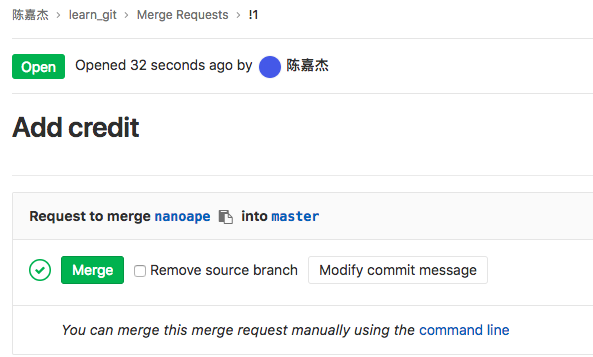 陈嘉杰 › learn_git › Merge Requests › !1
Open Opened 32 seconds ago by 陈嘉杰
Add credit
Request to merge nanoape into master
Merge Remove source branch Modify commit message
You can merge this merge request manually using the command line